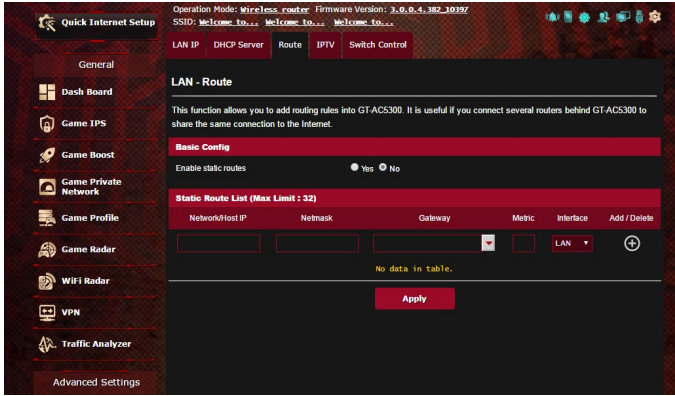 Quick Internet Setup
Operation Mode: Wireless router Firmware Version: 3.0.0.4.382_10397
SSID: Welcome to... Welcome to... Welcome to...
LAN IP DHCP Server Route IPTV Switch Control
General
Dash Board
Game IPS
Game Boost
Game Private
Network
Game Profile
Game Radar
WiFi Radar
VPN
Traffic Analyzer
Advanced Settings
LAN - Route
This function allows you to add routing rules into GT-AC5300. It is useful if you connect several routers behind GT-AC5300 to
share the same connection to the Internet.
Basic Config
Enable static routes Yes No
Static Route List (Max Limit : 32)
Network/Host IP Netmask Gateway Metric Interface Add / Delete
LAN
No data in table.
Apply